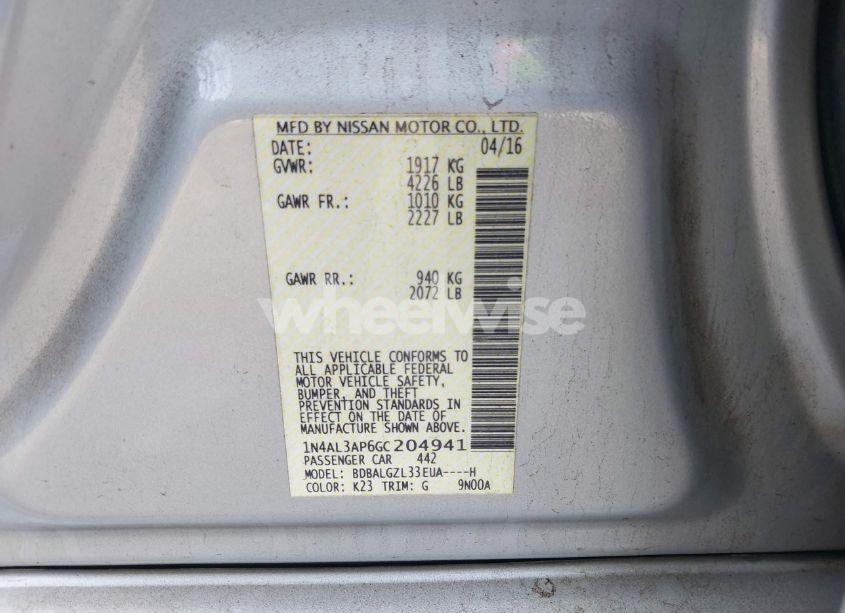 MFD BY NISSAN MOTOR CO., LTD.
DATE: 04/16
GVWR: 1917 KG
4226 LB
GAWR FR.: 1010 KG
2227 LB
GAWR RR.: 940 KG
2072 LB
wheelwise
THIS VEHICLE CONFORMS TO
ALL APPLICABLE FEDERAL
MOTOR VEHICLE SAFETY,
BUMPER, AND THEFT
PREVENTION STANDARDS IN
EFFECT ON THE DATE OF
MANUFACTURE SHOWN ABOVE.
1N4AL3AP6GC204941
PASSENGER CAR 442
MODEL: BDBALGZL33EUA----H
COLOR: K23 TRIM: G 9N00A